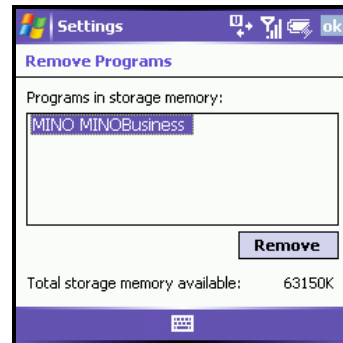 Settings
ok
Remove Programs
Programs in storage memory:
MINO MINOBusiness
Remove
Total storage memory available: 63150K